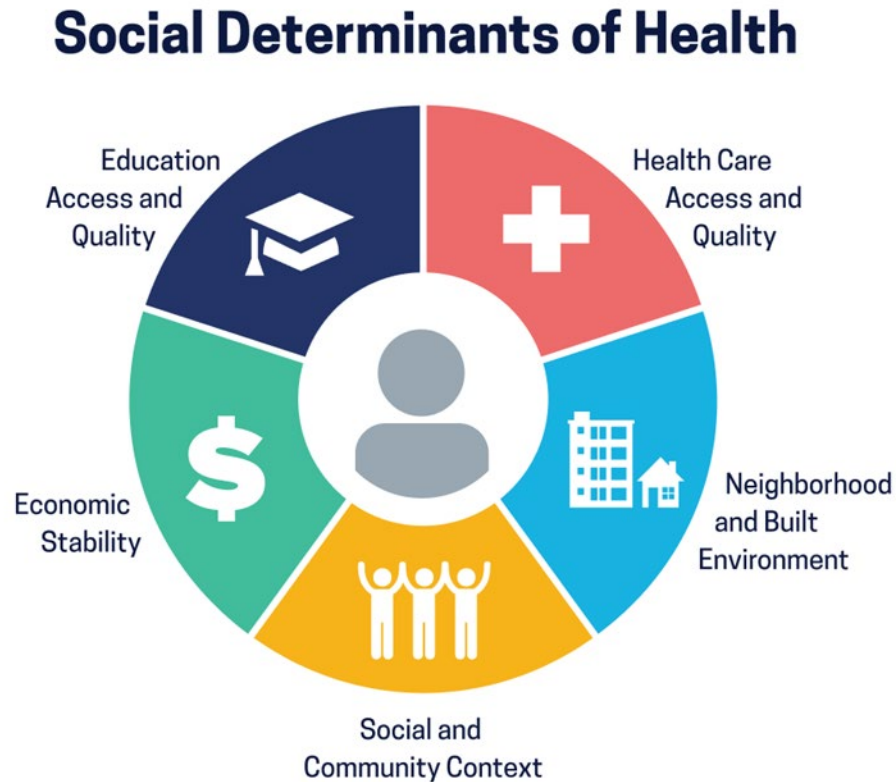 Social Determinants of Health
Education
Access and
Quality
Health Care
Access and
Quality
$
Economic
Stability
Neighborhood
and Built
Environment
Social and
Community Context